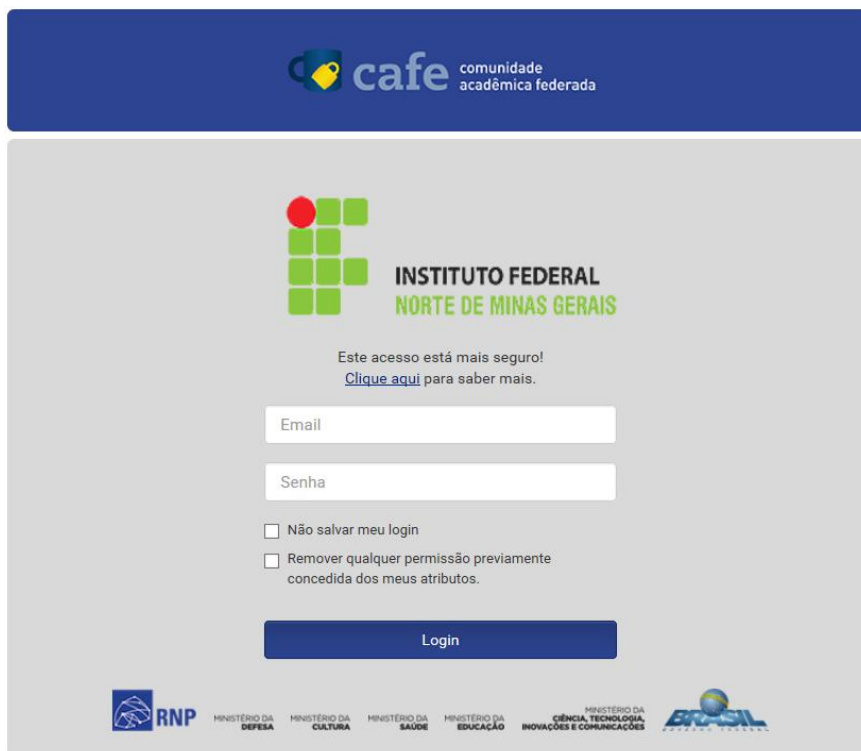 cafe comunidade
acadêmica federada
INSTITUTO FEDERAL
NORTE DE MINAS GERAIS
Este acesso está mais seguro!
Clique aqui para saber mais.
Email
Senha
Não salvar meu login
Remover qualquer permissão previamente
concedida dos meus atributos.
Login
RNP
MINISTÉRIO DA
DEFESA
MINISTÉRIO DA
CULTURA
MINISTÉRIO DA
SAÚDE
MINISTÉRIO DA
EDUCAÇÃO
MINISTÉRIO DA
CIÊNCIA, TECNOLOGIA,
INOVAÇÕES E COMUNICAÇÕES
BRASIL
GOVERNO FEDERAL